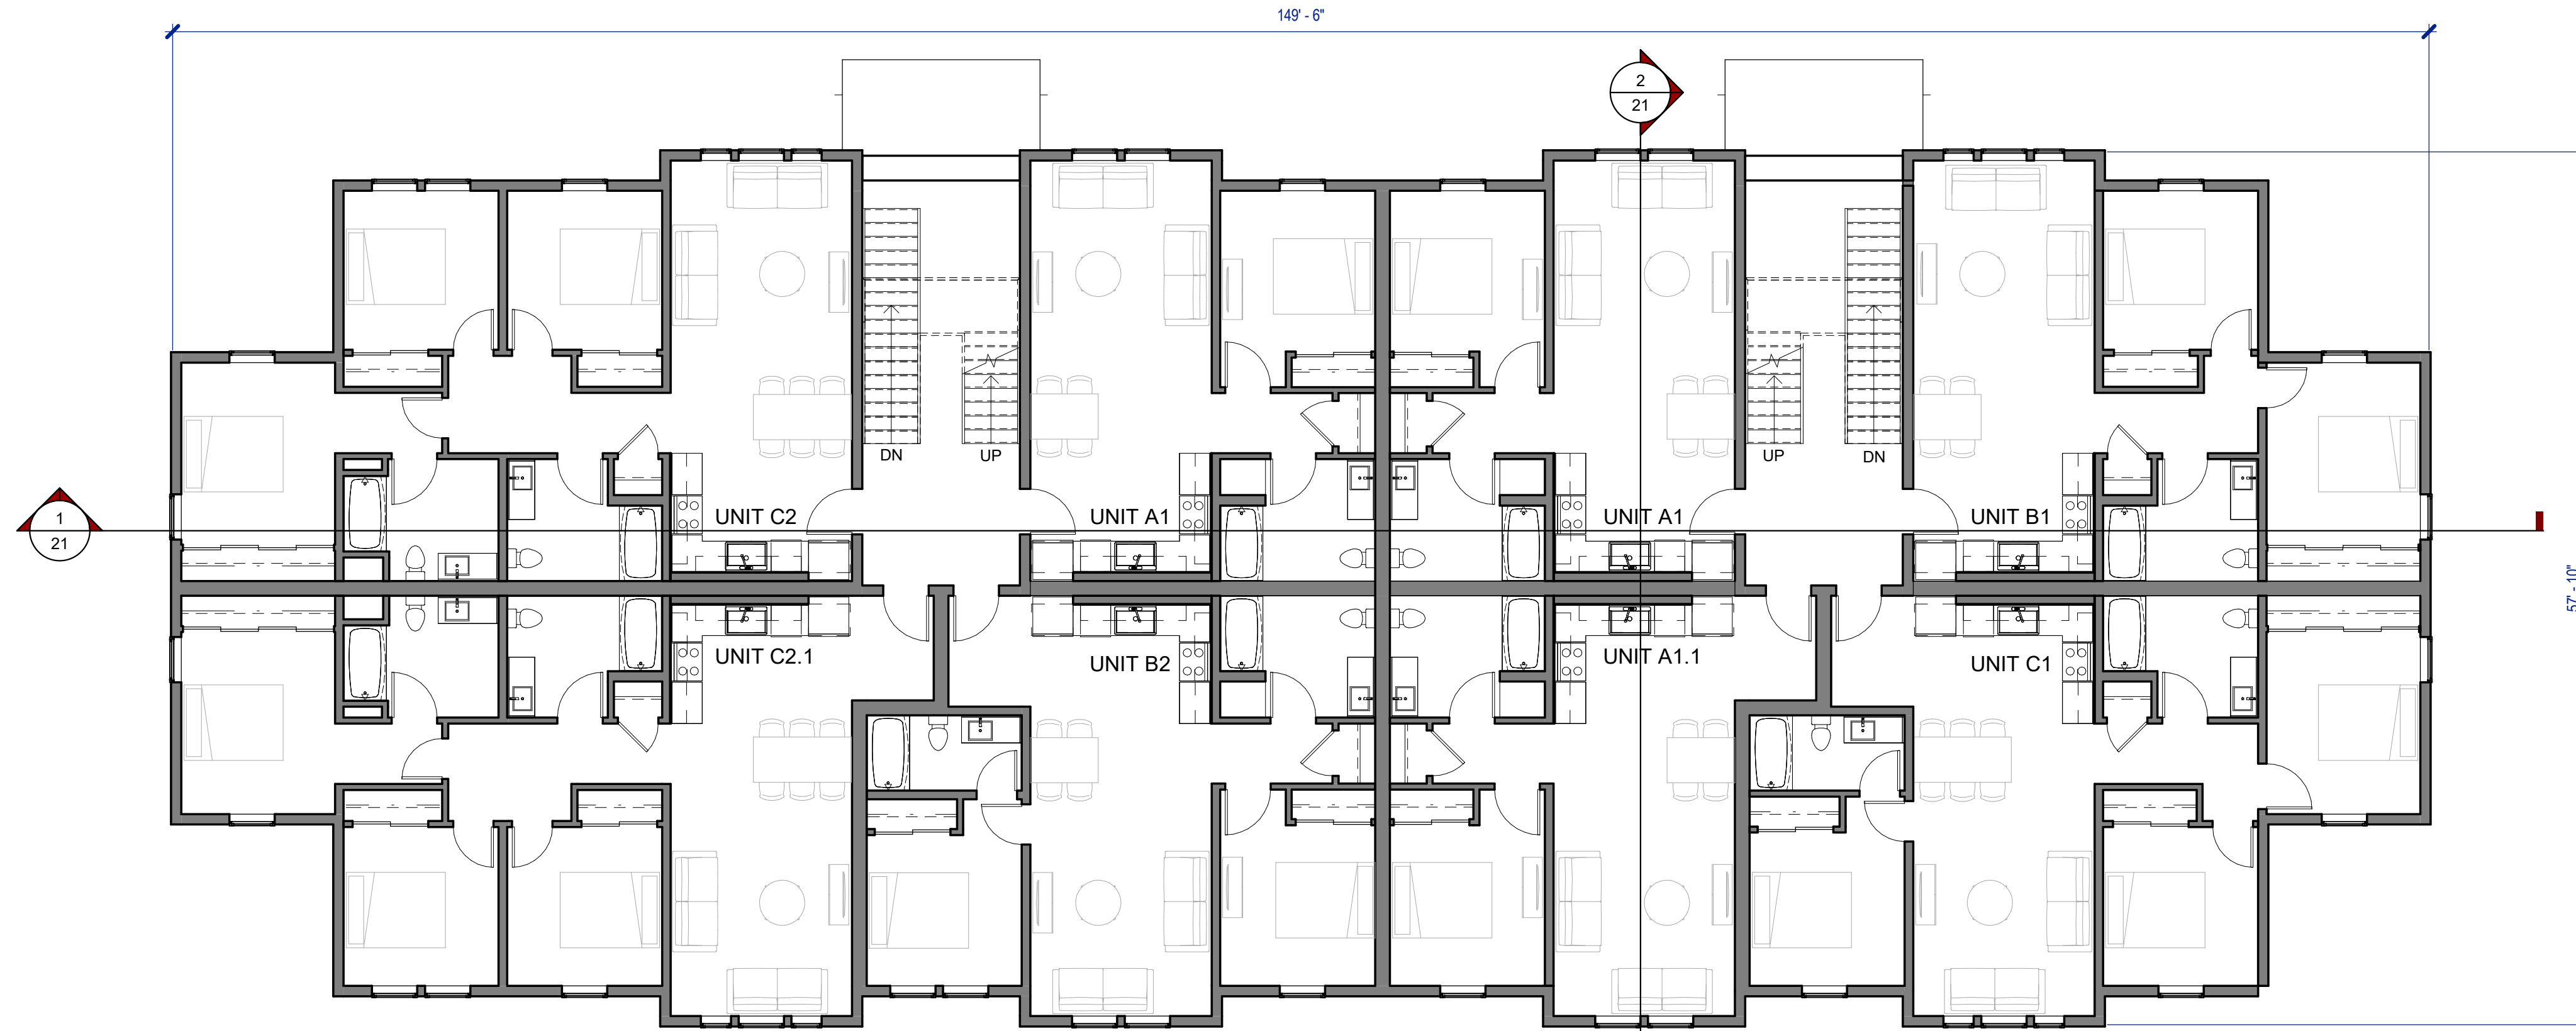 149' - 6"
2
21
DN
UP
UP
DN
1
21
UNIT C2
UNIT A1
UNIT A1
UNIT B1
57' - 10"
UNIT C2.1
UNIT B2
UNIT A1.1
UNIT C1